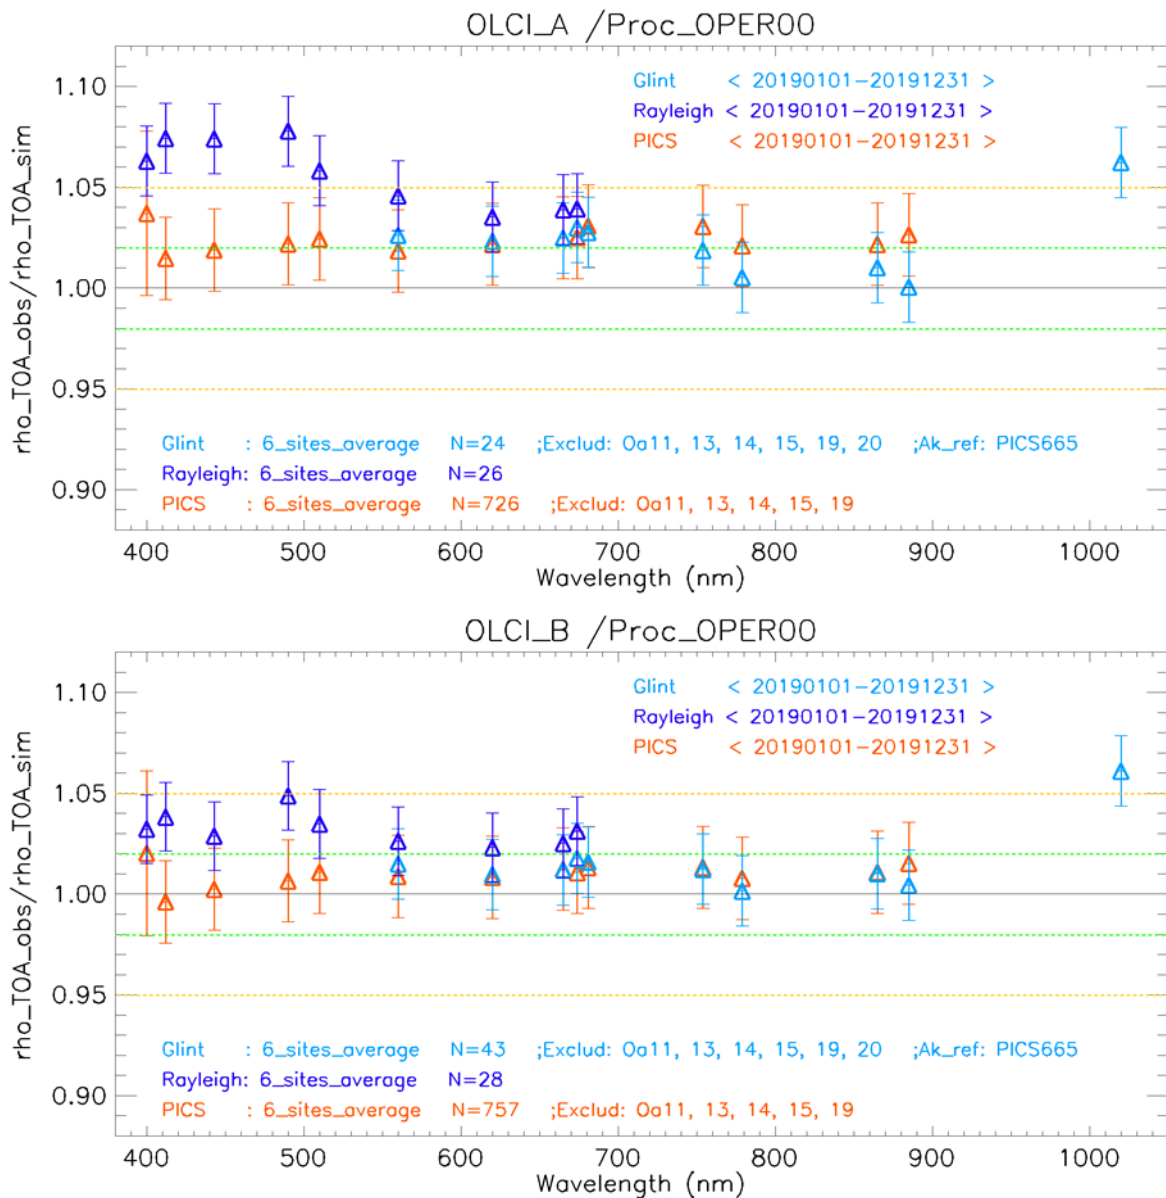 OLCI_A /Proc_OPER00
Glint < 20190101-20191231 >
Rayleigh < 20190101-20191231 >
PICS < 20190101-20191231 >
rho_TOA_obs/rho_TOA_sim
1.10
1.05
1.00
0.95
0.90
Glint : 6_sites_average N=24 ;Exclud: Oa11, 13, 14, 15, 19, 20 ;Ak_ref: PICS665
Rayleigh: 6_sites_average N=26
PICS : 6_sites_average N=726 ;Exclud: Oa11, 13, 14, 15, 19
400 500 600 700 800 900 1000
Wavelength (nm)
OLCI_B /Proc_OPER00
Glint < 20190101-20191231 >
Rayleigh < 20190101-20191231 >
PICS < 20190101-20191231 >
rho_TOA_obs/rho_TOA_sim
1.10
1.05
1.00
0.95
0.90
Glint : 6_sites_average N=43 ;Exclud: Oa11, 13, 14, 15, 19, 20 ;Ak_ref: PICS665
Rayleigh: 6_sites_average N=28
PICS : 6_sites_average N=757 ;Exclud: Oa11, 13, 14, 15, 19
400 500 600 700 800 900 1000
Wavelength (nm)